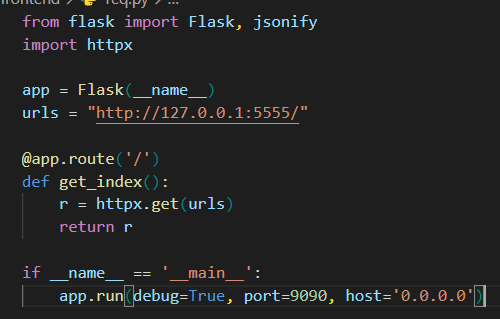 frontend > req.py > ...
from flask import Flask, jsonify
import httpx
app = Flask(__name__)
urls = "http://127.0.0.1:5555/"
@app.route('/')
def get_index():
    r = httpx.get(urls)
    return r
if __name__ == '__main__':
    app.run(debug=True, port=9090, host='0.0.0.0')